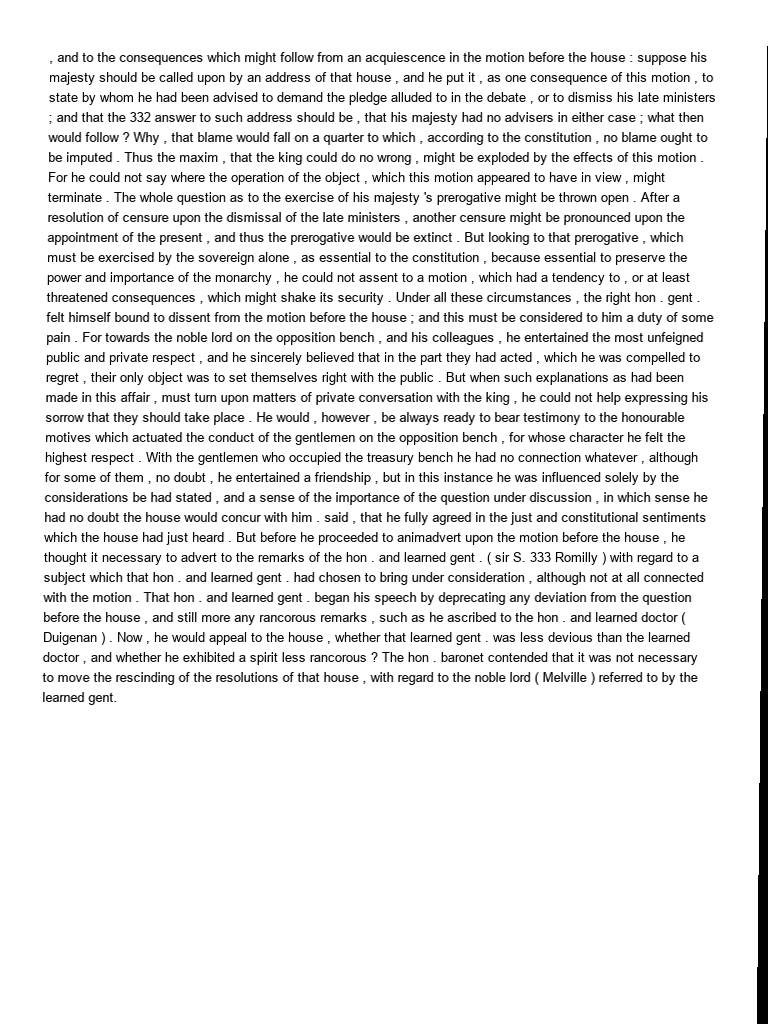 , and to the consequences which might follow from an acquiescence in the motion before the house : suppose his
majesty should be called upon by an address of that house , and he put it , as one consequence of this motion , to
state by whom he had been advised to demand the pledge alluded to in the debate , or to dismiss his late ministers
; and that the 332 answer to such address should be , that his majesty had no advisers in either case ; what then
would follow ? Why , that blame would fall on a quarter to which , according to the constitution , no blame ought to
be imputed . Thus the maxim , that the king could do no wrong , might be exploded by the effects of this motion .
For he could not say where the operation of the object , which this motion appeared to have in view , might
terminate . The whole question as to the exercise of his majesty 's prerogative might be thrown open . After a
resolution of censure upon the dismissal of the late ministers , another censure might be pronounced upon the
appointment of the present , and thus the prerogative would be extinct . But looking to that prerogative , which
must be exercised by the sovereign alone , as essential to the constitution , because essential to preserve the
power and importance of the monarchy , he could not assent to a motion , which had a tendency to , or at least
threatened consequences , which might shake its security . Under all these circumstances , the right hon . gent .
felt himself bound to dissent from the motion before the house ; and this must be considered to him a duty of some
pain . For towards the noble lord on the opposition bench , and his colleagues , he entertained the most unfeigned
public and private respect , and he sincerely believed that in the part they had acted , which he was compelled to
regret , their only object was to set themselves right with the public . But when such explanations as had been
made in this affair , must turn upon matters of private conversation with the king , he could not help expressing his
sorrow that they should take place . He would , however , be always ready to bear testimony to the honourable
motives which actuated the conduct of the gentlemen on the opposition bench , for whose character he felt the
highest respect . With the gentlemen who occupied the treasury bench he had no connection whatever , although
for some of them , no doubt , he entertained a friendship , but in this instance he was influenced solely by the
considerations be had stated , and a sense of the importance of the question under discussion , in which sense he
had no doubt the house would concur with him . said , that he fully agreed in the just and constitutional sentiments
which the house had just heard . But before he proceeded to animadvert upon the motion before the house , he
thought it necessary to advert to the remarks of the hon . and learned gent . ( sir S. 333 Romilly ) with regard to a
subject which that hon . and learned gent . had chosen to bring under consideration , although not at all connected
with the motion . That hon . and learned gent . began his speech by deprecating any deviation from the question
before the house , and still more any rancorous remarks , such as he ascribed to the hon . and learned doctor (
Duigenan ) . Now , he would appeal to the house , whether that learned gent . was less devious than the learned
doctor , and whether he exhibited a spirit less rancorous ? The hon . baronet contended that it was not necessary
to move the rescinding of the resolutions of that house , with regard to the noble lord ( Melville ) referred to by the
learned gent.